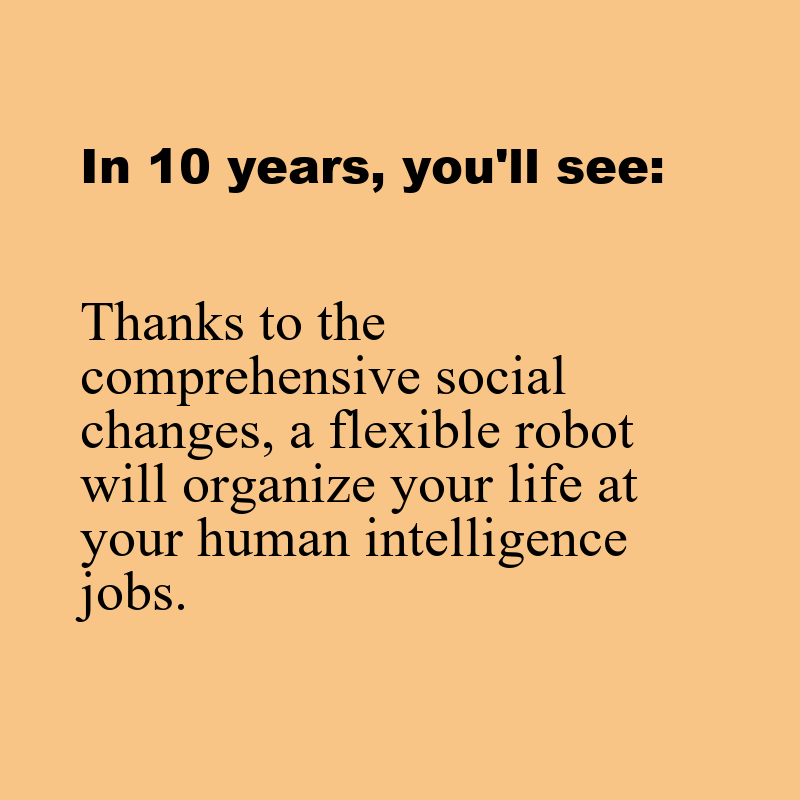 In 10 years, you'll see:
Thanks to the
comprehensive social
changes, a flexible robot
will organize your life at
your human intelligence
jobs.